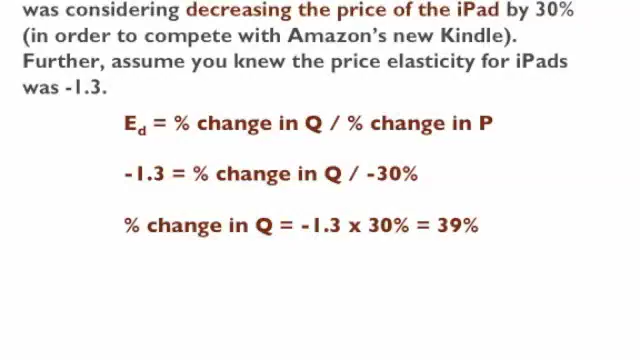 was considering decreasing the price of the iPad by 30%
(in order to compete with Amazon's new Kindle).
Further, assume you knew the price elasticity for iPads
was -1.3.
Ed = % change in Q / % change in P
-1.3 = % change in Q / -30%
% change in Q = -1.3 x 30% = 39%